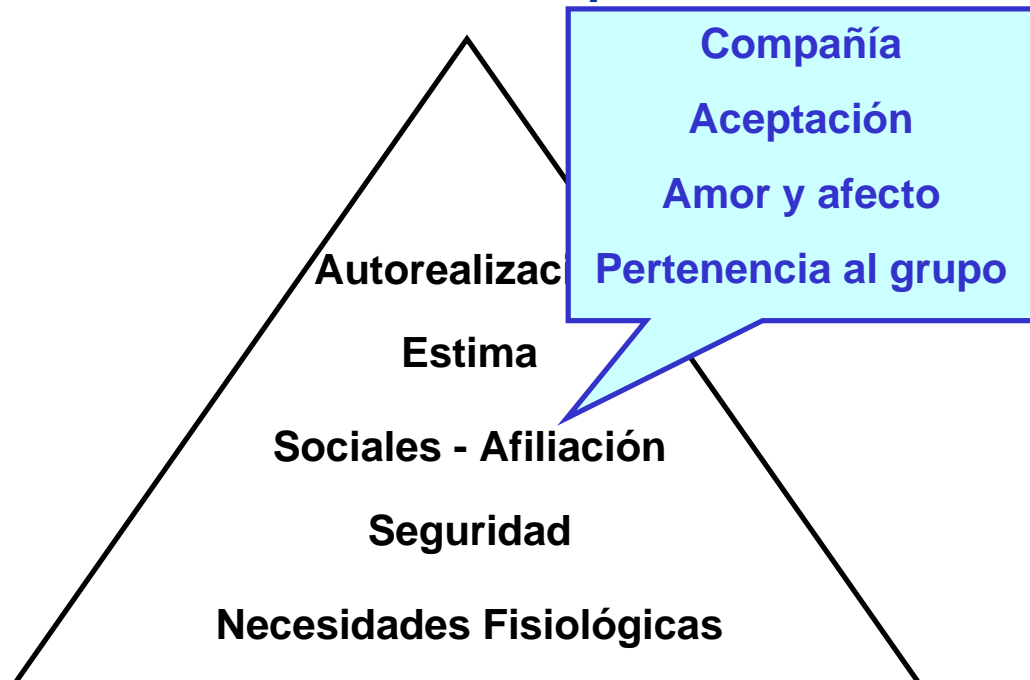 Compañía
Aceptación
Amor y afecto
Pertenencia al grupo
Autorealizaci
Estima
Sociales - Afiliación
Seguridad
Necesidades Fisiológicas